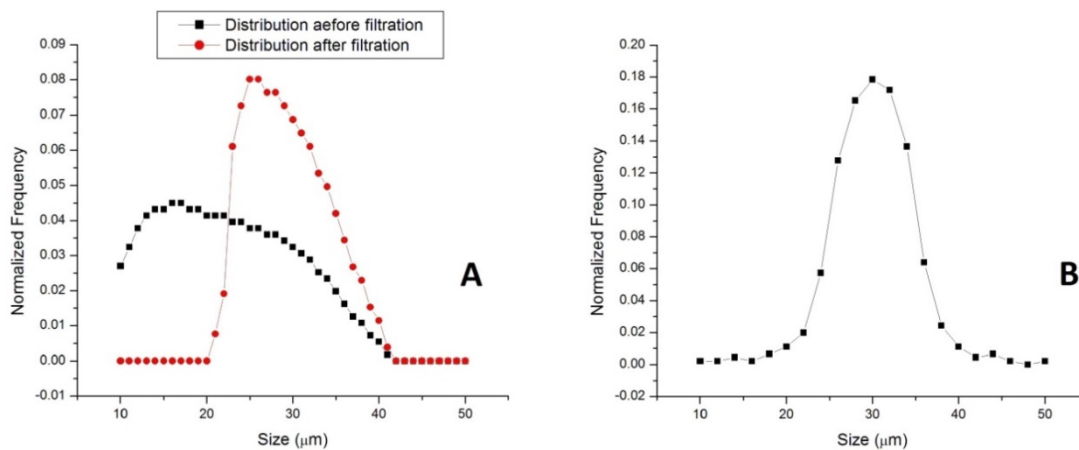 Distribution aefore filtration
Distribution after filtration
0.09
0.08
0.07
0.06
0.05
0.04
0.03
0.02
0.01
0.00
-0.01
Normalized Frequency
10 20 30 40 50
Size (μm)
A
0.20
0.18
0.16
0.14
0.12
0.10
0.08
0.06
0.04
0.02
0.00
-0.02
Normalized Frequency
10 20 30 40 50
Size (μm)
B